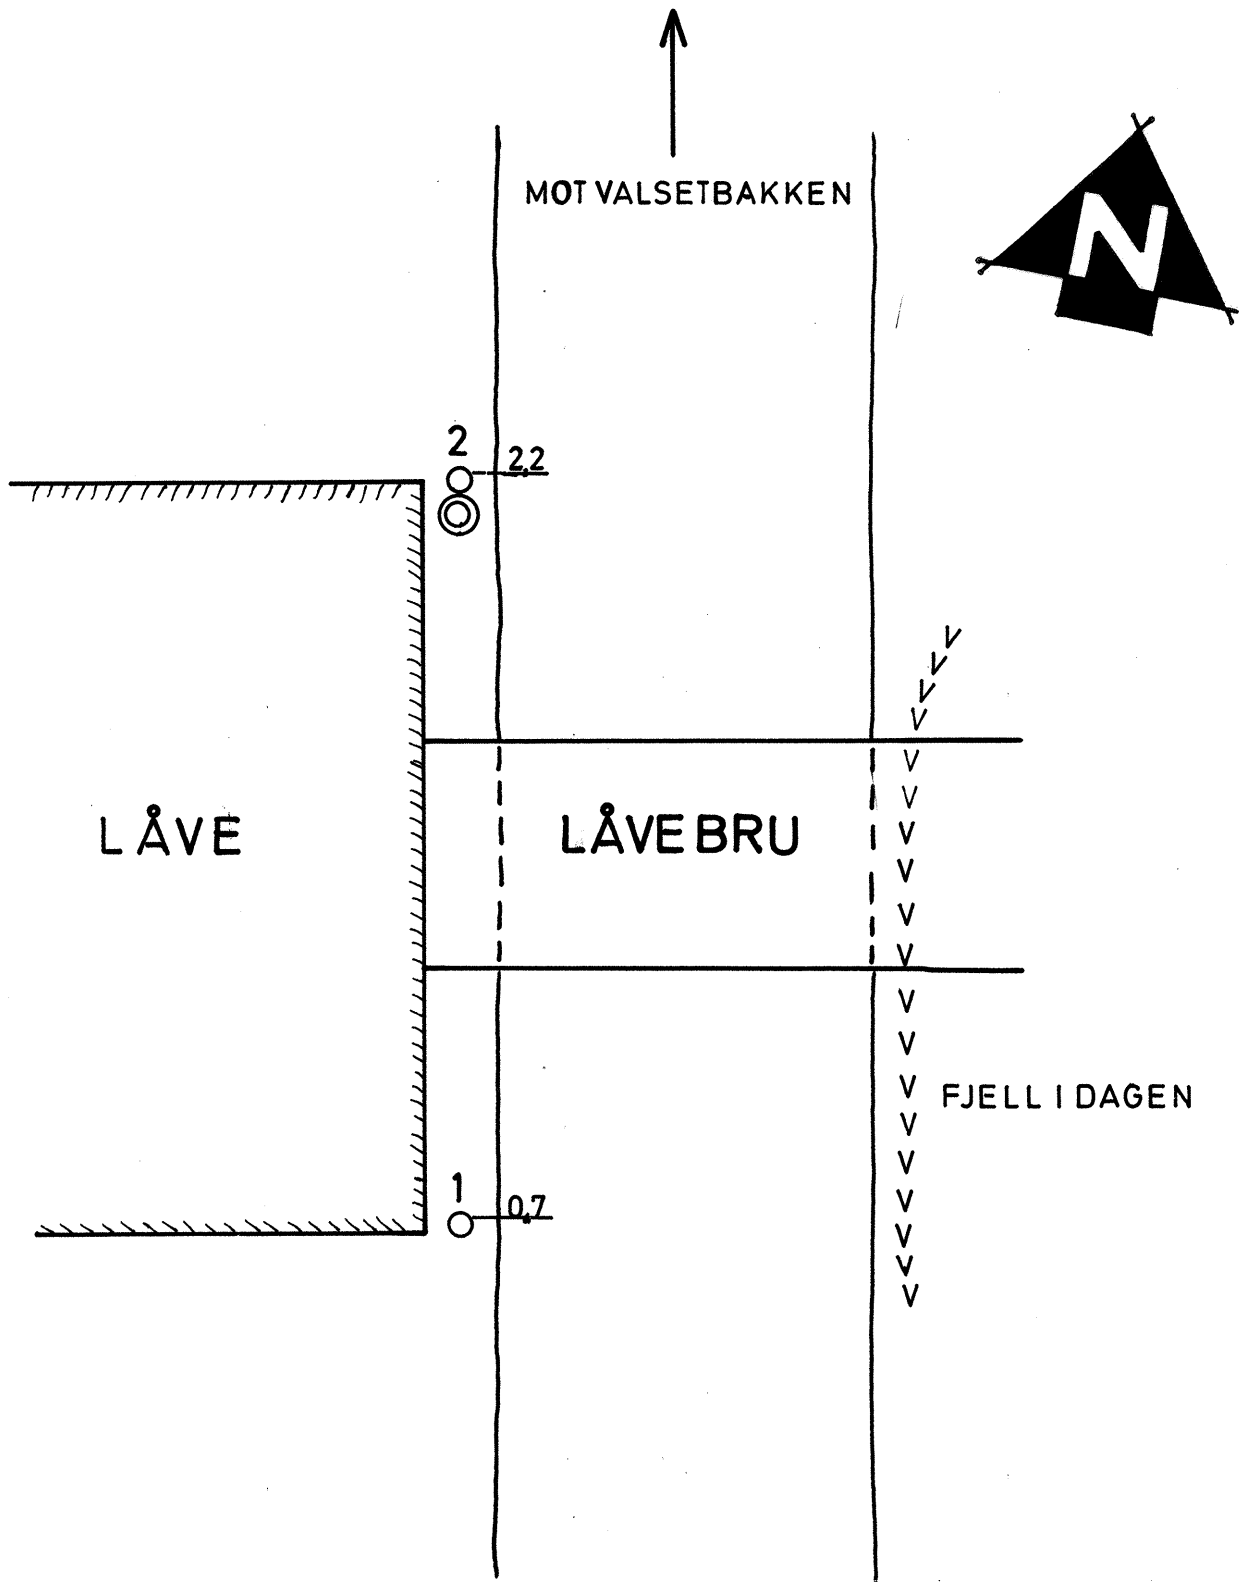 MOT VALSETBAKKEN
N
2
2,2
LÅVE
LÅVEBRU
FJELL I DAGEN
1
0,7